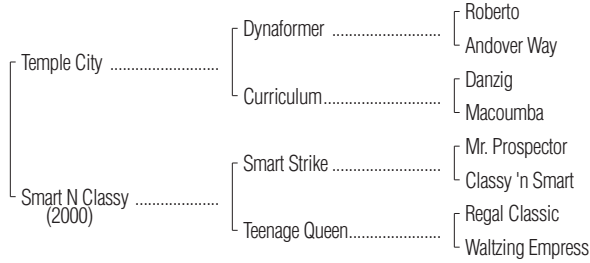 Roberto
Dynaformer ..........................
Andover Way
Temple City ..........................
Danzig
Curriculum..........................
Macoumba
Mr. Prospector
Smart Strike ..........................
Classy 'n Smart
Smart N Classy ....................
(2000)
Regal Classic
Teenage Queen......................
Waltzing Empress